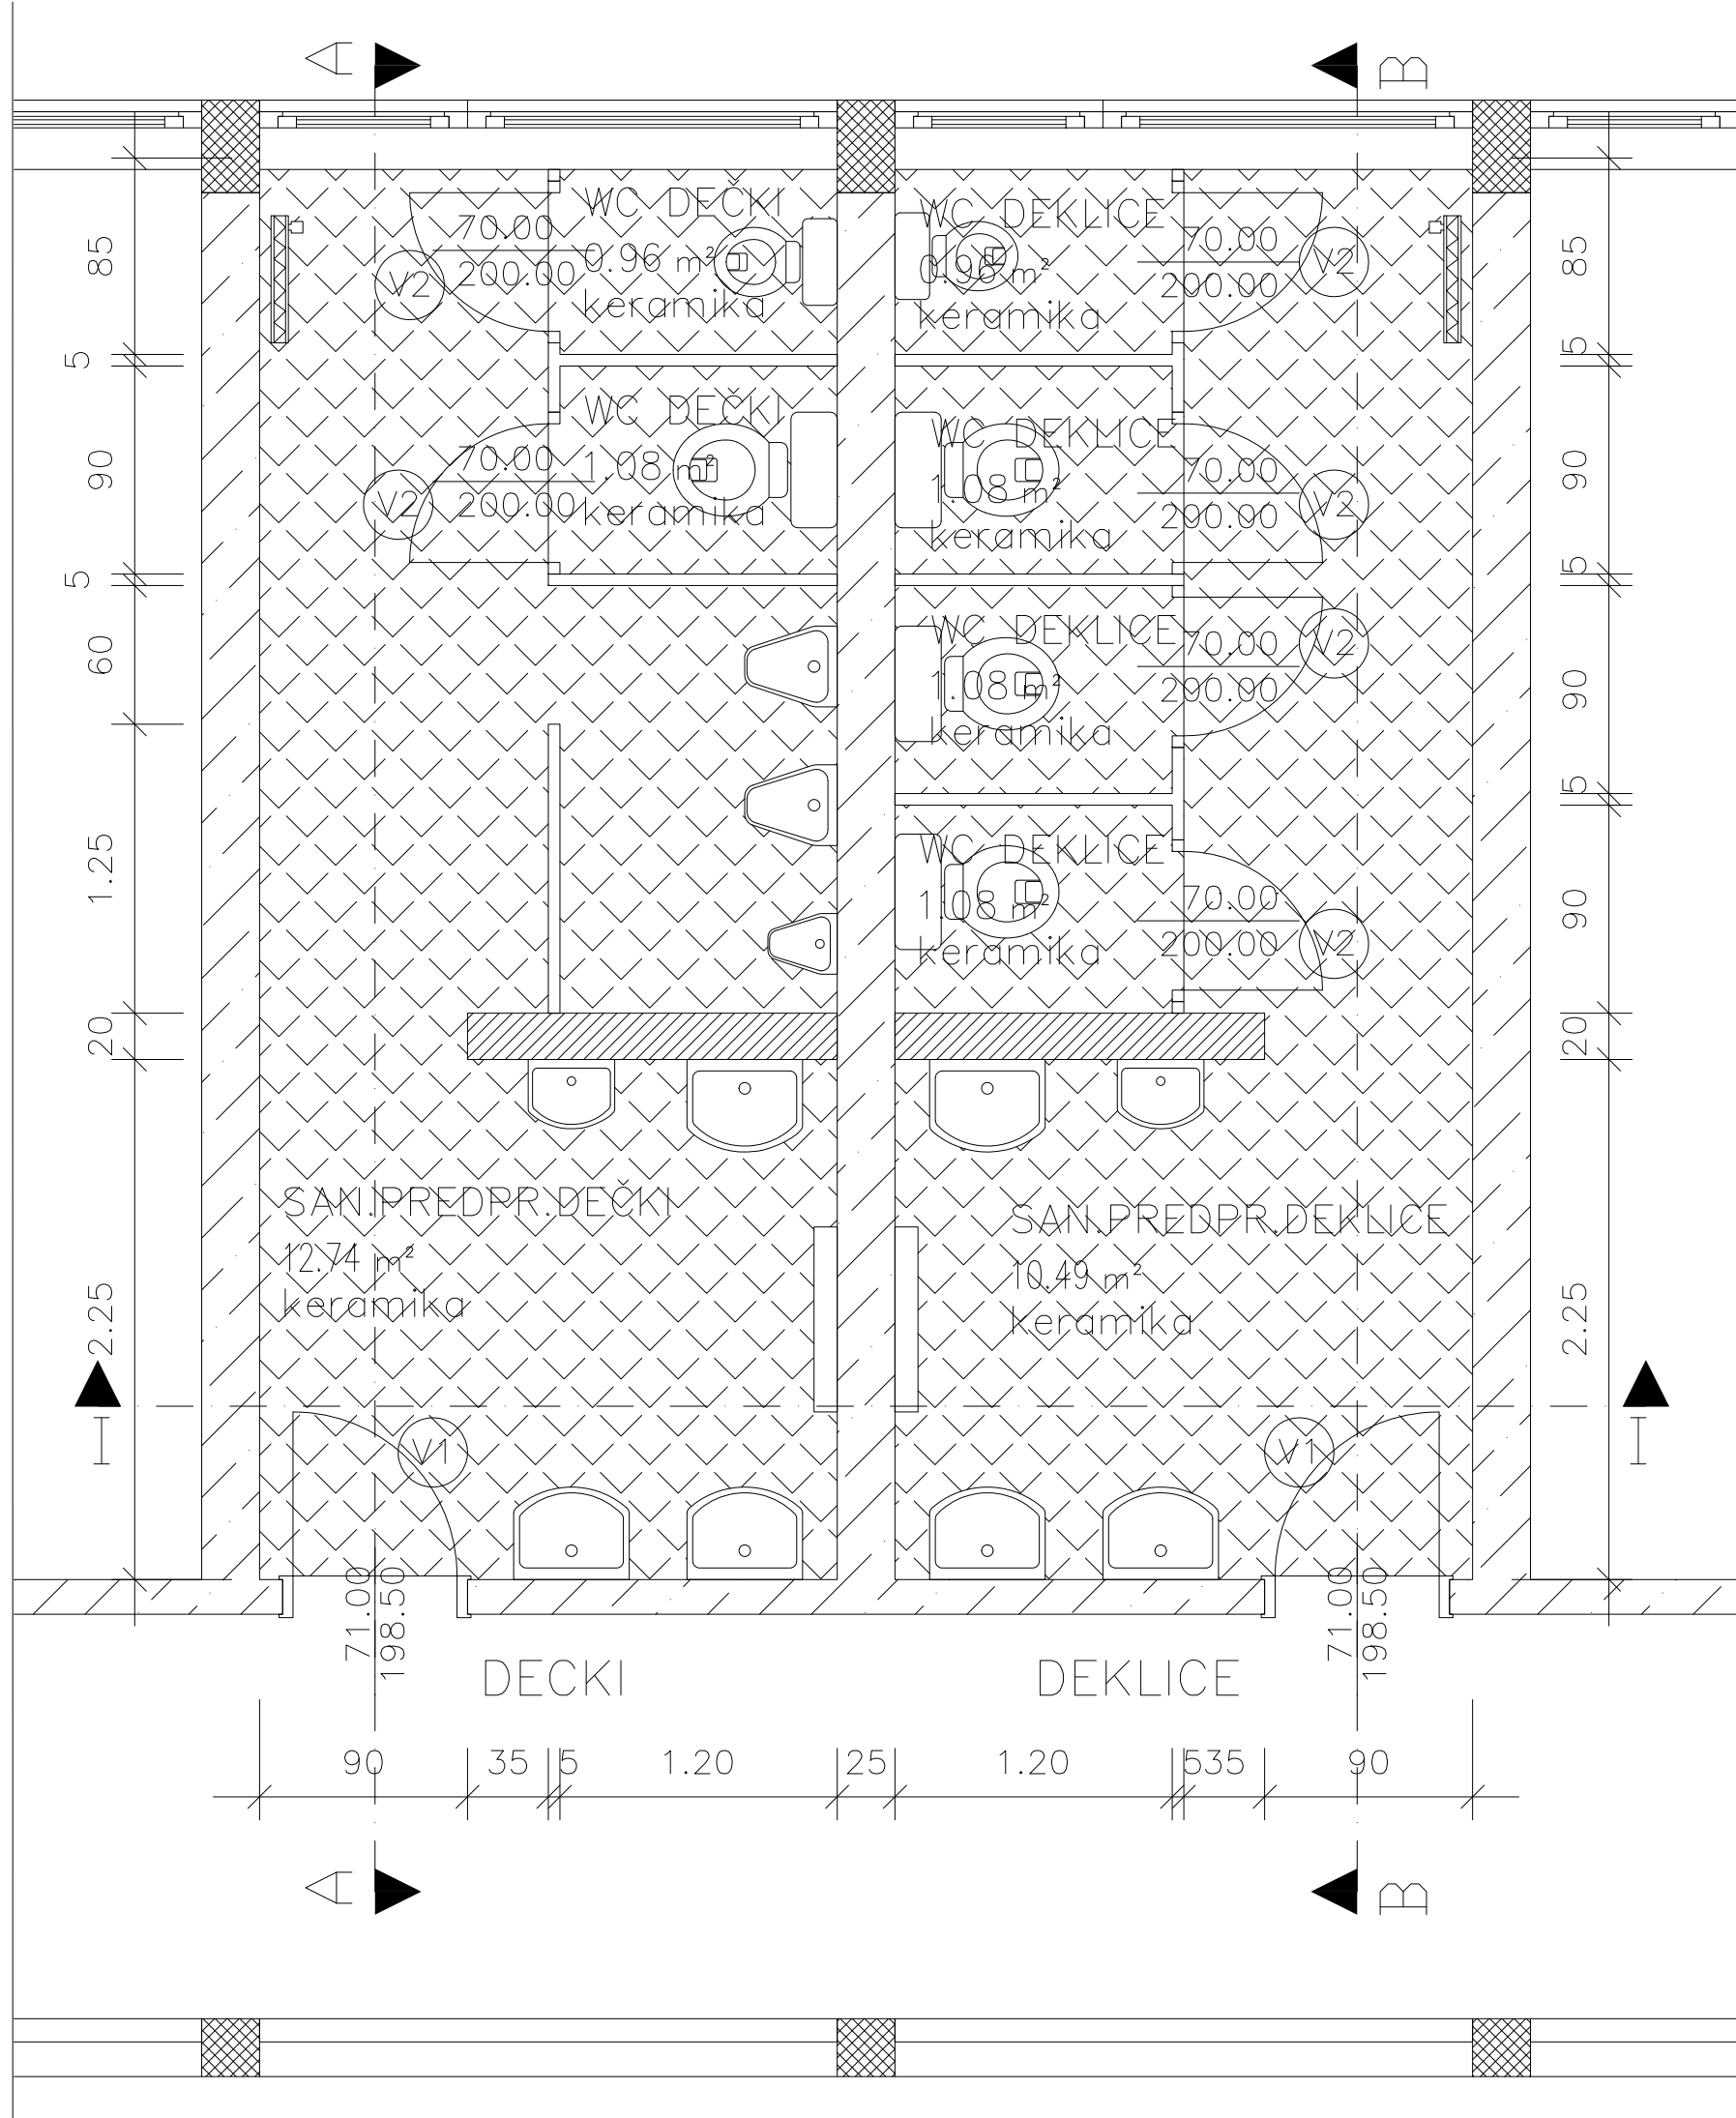 A
B
WC DEČKI
0.96 m²
keramika
70.00
200.00
V2
WC DEKLICE
0.96 m²
keramika
70.00
200.00
V2
85
85
5
5
WC DEČKI
1.08 m²
keramika
70.00
200.00
V2
WC DEKLICE
1.08 m²
keramika
70.00
200.00
V2
90
90
5
5
WC DEKLICE
1.08 m²
keramika
70.00
200.00
V2
60
90
5
WC DEKLICE
1.08 m²
keramika
70.00
200.00
V2
1.25
90
20
20
SAN.PREDPR.DEČKI
12.74 m²
keramika
SAN.PREDPR.DEKLICE
10.49 m²
keramika
2.25
2.25
I
I
V1
V1
71.00
198.50
71.00
198.50
DECKI
DEKLICE
90
35
5
1.20
25
1.20
535
90
A
B